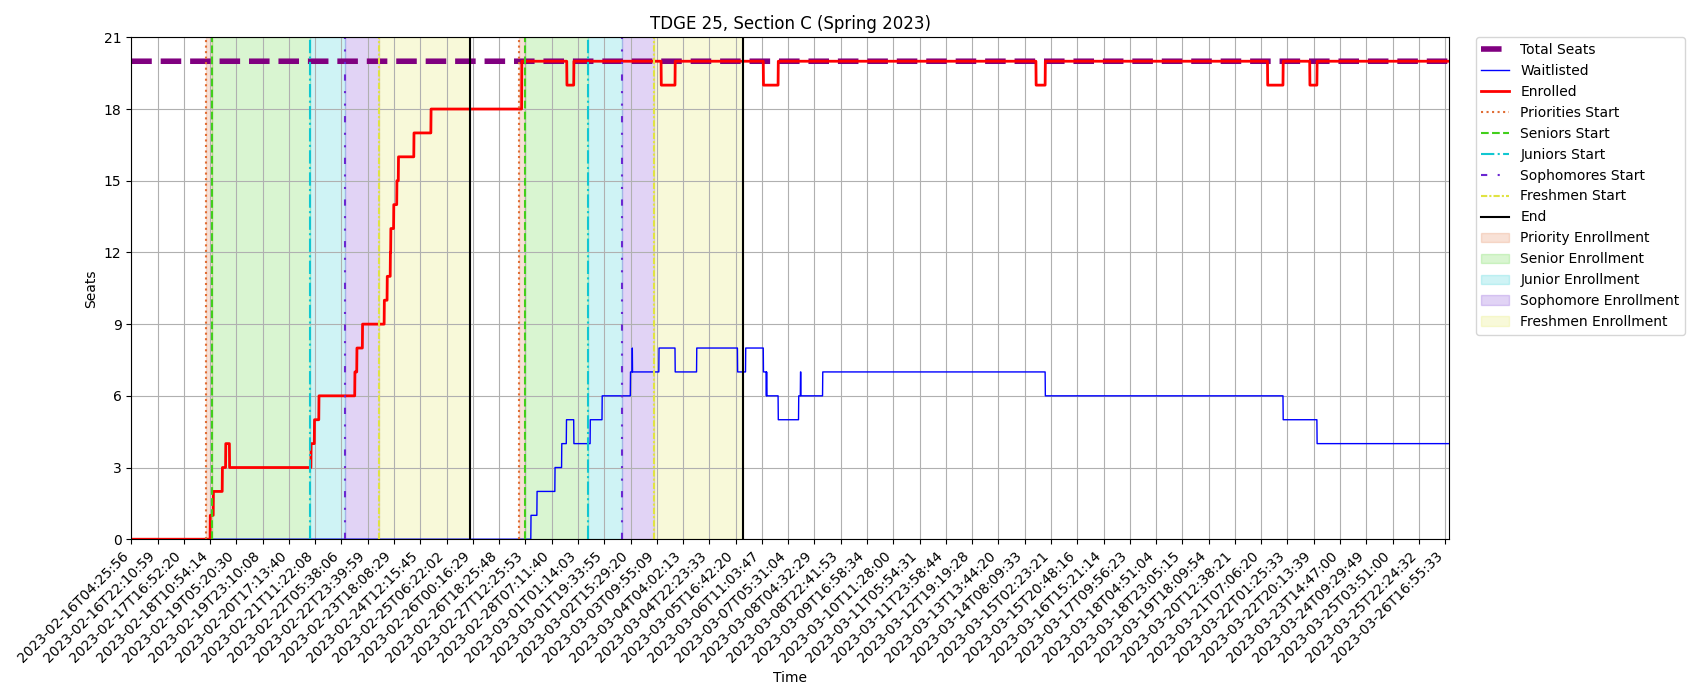 TDGE 25, Section C (Spring 2023)
Seats
21
18
15
12
9
6
3
0
2023-02-16T04:25:56
2023-02-16T22:10:59
2023-02-17T16:52:20
2023-02-18T10:54:14
2023-02-19T05:20:30
2023-02-19T23:10:08
2023-02-20T17:13:40
2023-02-21T11:22:08
2023-02-22T05:38:06
2023-02-22T23:39:59
2023-02-23T18:08:29
2023-02-24T12:15:45
2023-02-25T06:22:02
2023-02-26T00:16:29
2023-02-26T18:25:48
2023-02-27T12:25:53
2023-02-28T07:11:40
2023-03-01T01:14:03
2023-03-01T19:33:55
2023-03-02T15:29:20
2023-03-03T09:55:09
2023-03-04T04:02:13
2023-03-04T22:23:33
2023-03-05T16:42:20
2023-03-06T11:03:47
2023-03-07T05:31:04
2023-03-08T04:32:29
2023-03-08T22:41:53
2023-03-09T16:58:34
2023-03-10T11:28:00
2023-03-11T05:54:31
2023-03-11T23:58:44
2023-03-12T19:19:28
2023-03-13T13:44:20
2023-03-14T08:09:33
2023-03-15T02:23:21
2023-03-15T20:48:16
2023-03-16T15:21:14
2023-03-17T09:56:23
2023-03-18T04:51:04
2023-03-18T23:05:15
2023-03-19T18:09:54
2023-03-20T12:38:21
2023-03-21T07:06:20
2023-03-22T01:25:33
2023-03-22T20:13:39
2023-03-23T14:47:00
2023-03-24T09:29:49
2023-03-25T03:51:00
2023-03-25T22:24:32
2023-03-26T16:55:33
Time
Total Seats
Waitlisted
Enrolled
Priorities Start
Seniors Start
Juniors Start
Sophomores Start
Freshmen Start
End
Priority Enrollment
Senior Enrollment
Junior Enrollment
Sophomore Enrollment
Freshmen Enrollment